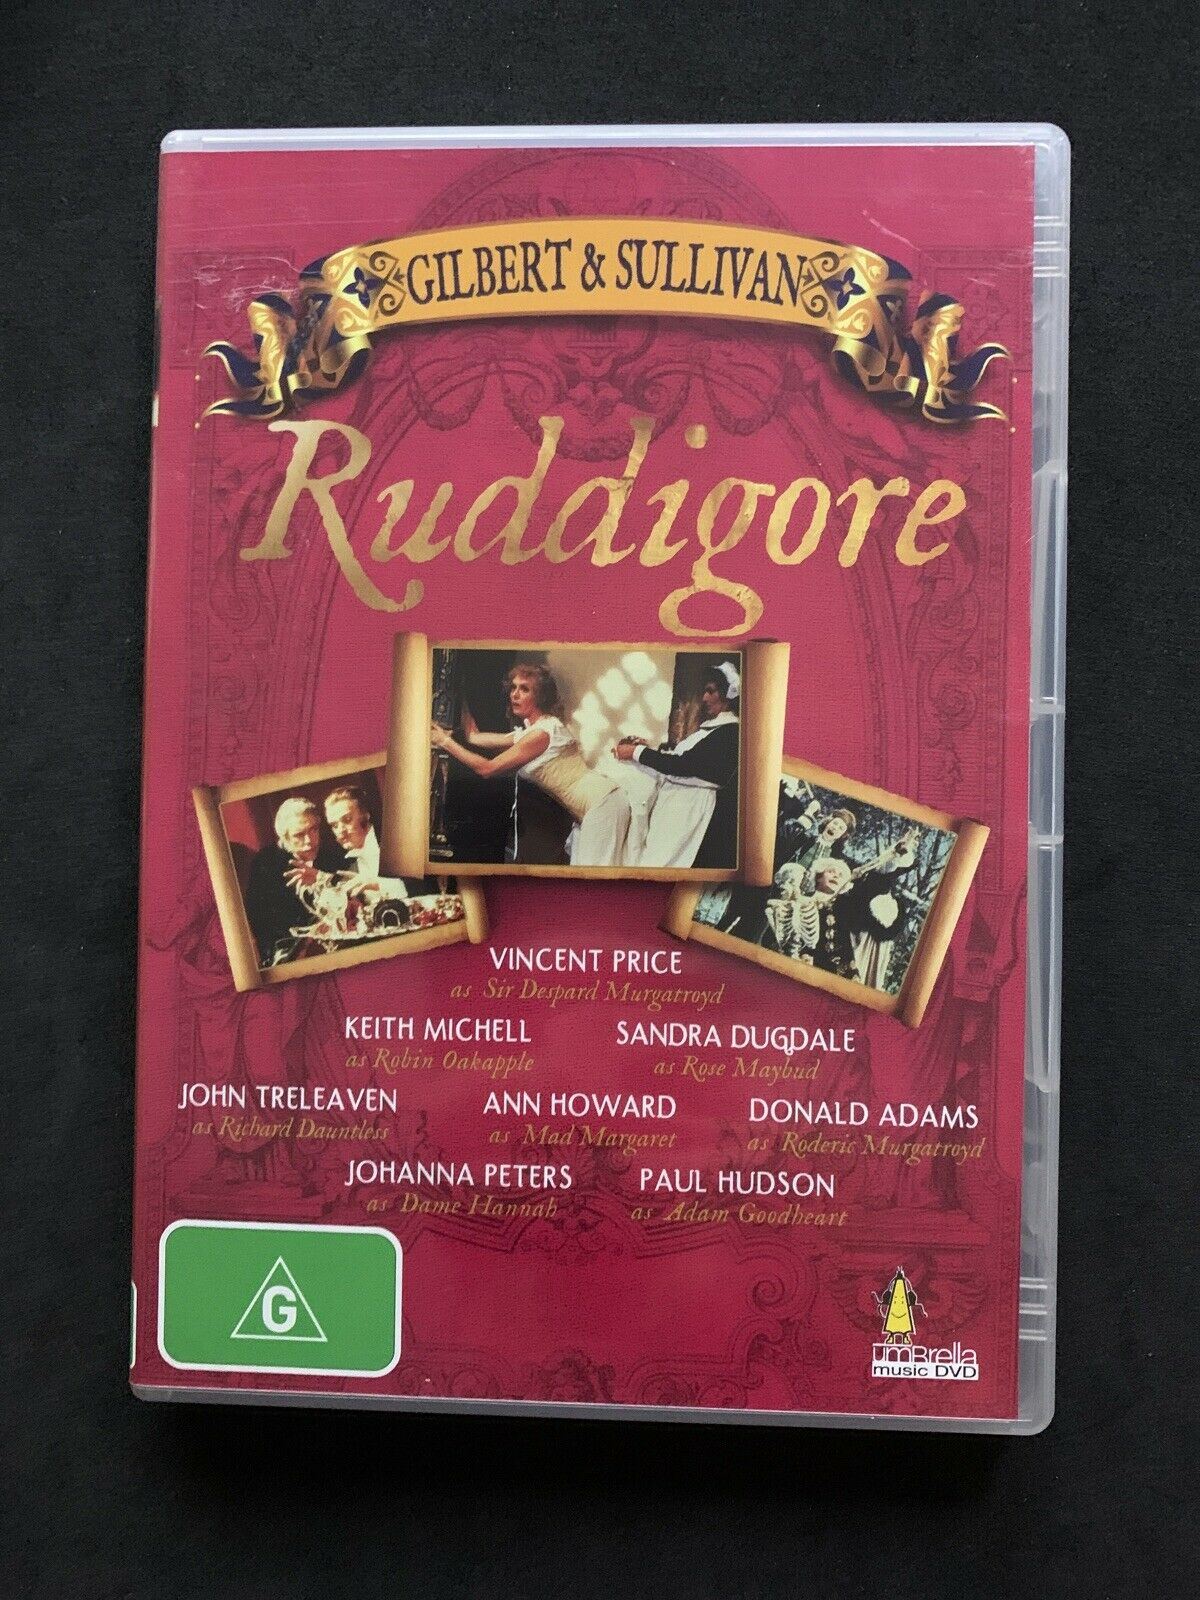 GILBERT & SULLIVAN
Ruddigore
VINCENT PRICE
as Sir Despard Murgatroyd
KEITH MICHELL SANDRA DUGDALE
as Robin Oakapple as Rose Maybud
JOHN TRELEAVEN ANN HOWARD DONALD ADAMS
as Richard Dauntless as Mad Margaret as Roderic Murgatroyd
JOHANNA PETERS PAUL HUDSON
as Dame Hannah as Adam Goodheart
G
umBrella
music DVD